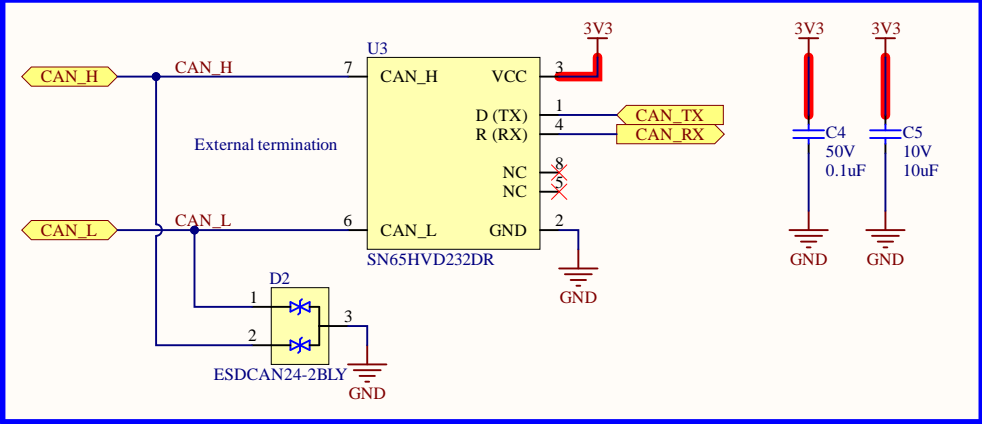 U3
3V3
3V3
3V3
CAN_H
CAN_H
7
CAN_H
VCC
3
D (TX)
1
CAN_TX
R (RX)
4
CAN_RX
C4
50V
0.1uF
C5
10V
10uF
External termination
NC
8
NC
5
CAN_L
CAN_L
6
CAN_L
GND
2
SN65HVD232DR
GND
GND
GND
D2
1
2
3
ESDCAN24-2BLY
GND